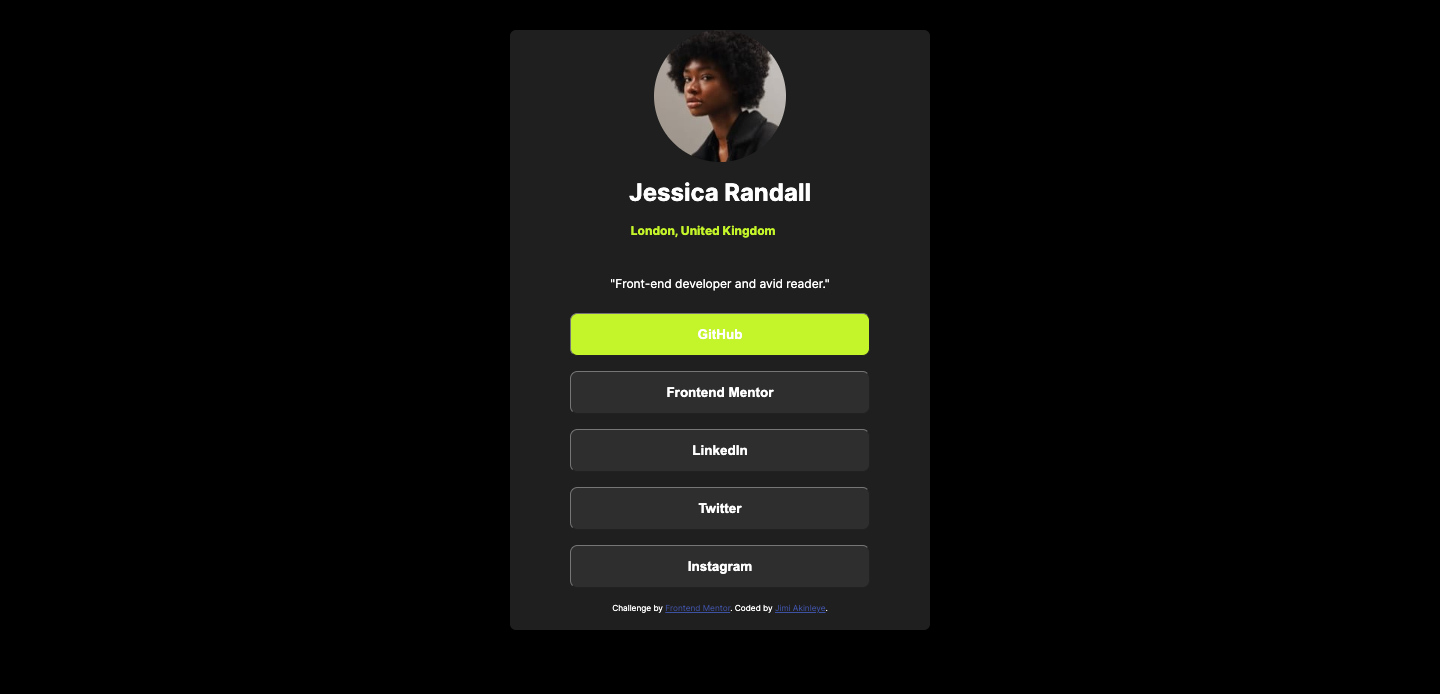 Jessica Randall
London, United Kingdom
"Front-end developer and avid reader."
GitHub
Frontend Mentor
LinkedIn
Twitter
Instagram
Challenge by Frontend Mentor. Coded by Jimi Akinleye.